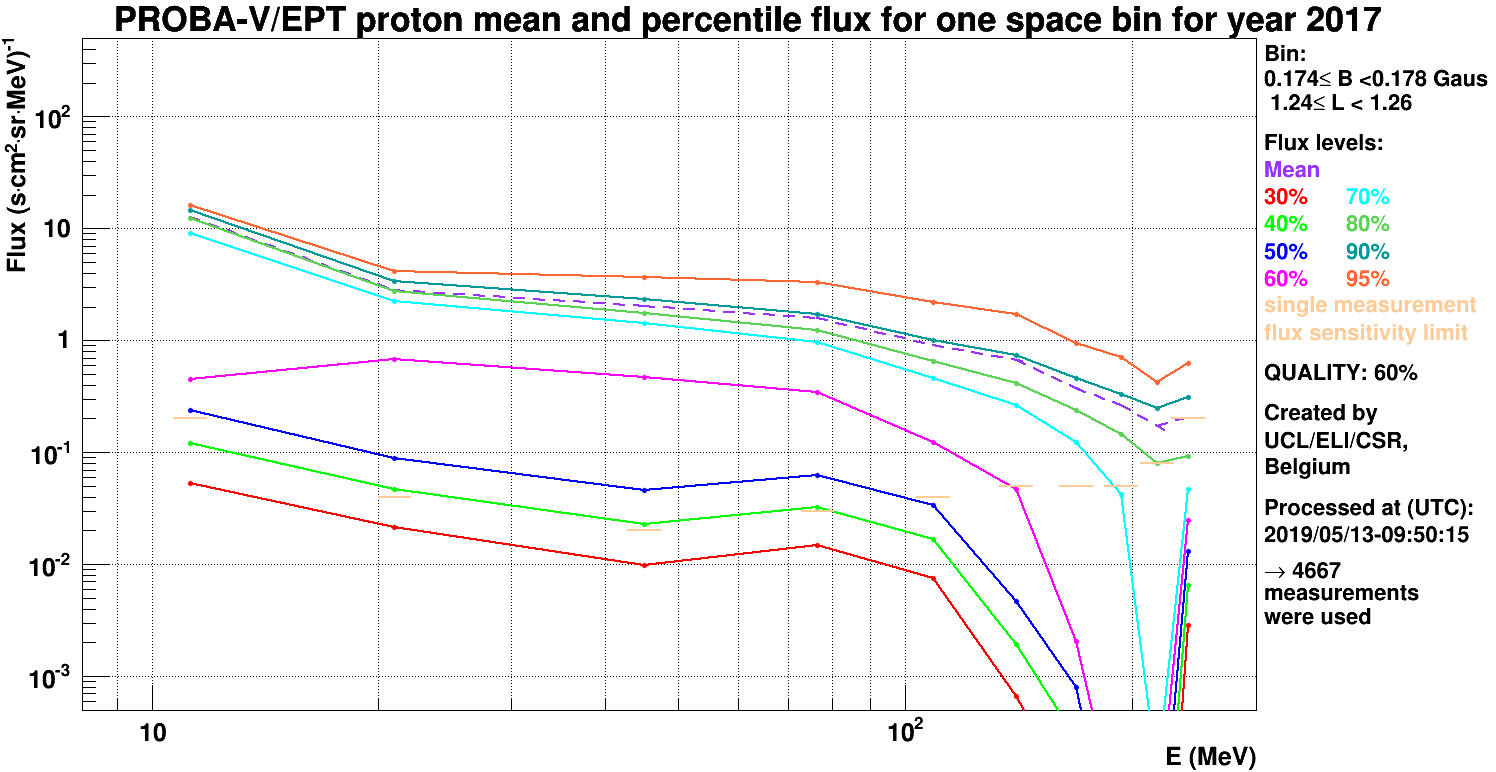 PROBA-V/EPT proton mean and percentile flux for one space bin for year 2017
Flux (s·cm²·sr·MeV)⁻¹
10²
10
1
10⁻¹
10⁻²
10⁻³
10
10²
E (MeV)
Bin:
0.174≤ B <0.178 Gaus
1.24≤ L < 1.26
Flux levels:
Mean
30% 70%
40% 80%
50% 90%
60% 95%
single measurement
flux sensitivity limit
QUALITY: 60%
Created by
UCL/ELI/CSR,
Belgium
Processed at (UTC):
2019/05/13-09:50:15
→ 4667
measurements
were used